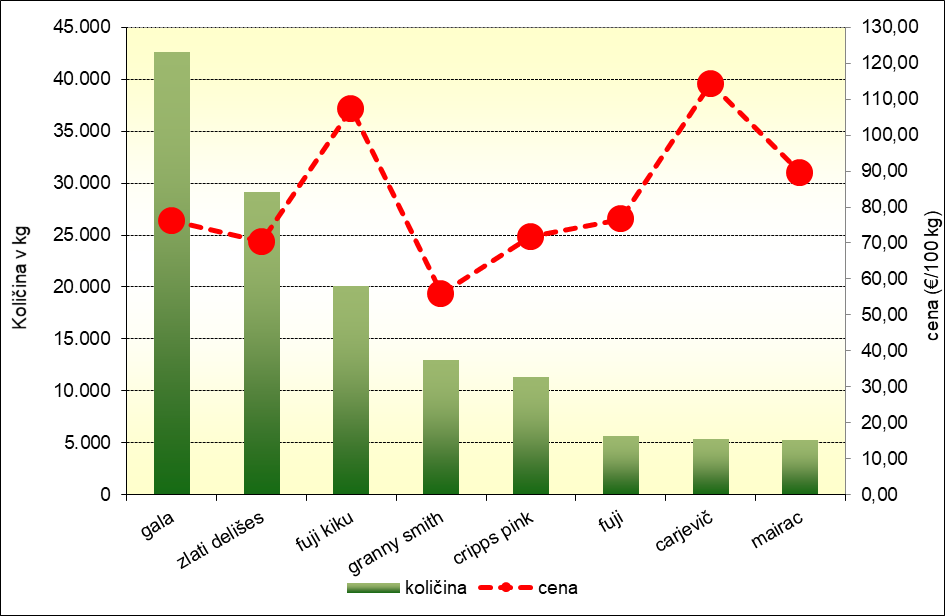 45.000
40.000
35.000
30.000
25.000
20.000
15.000
10.000
5.000
0
Količina v kg
130,00
120,00
110,00
100,00
90,00
80,00
70,00
60,00
50,00
40,00
30,00
20,00
10,00
0,00
cena (€/100 kg)
gala
zlati delišes
fuji kiku
granny smith
cripps pink
fuji
carjevič
mairac
količina
cena